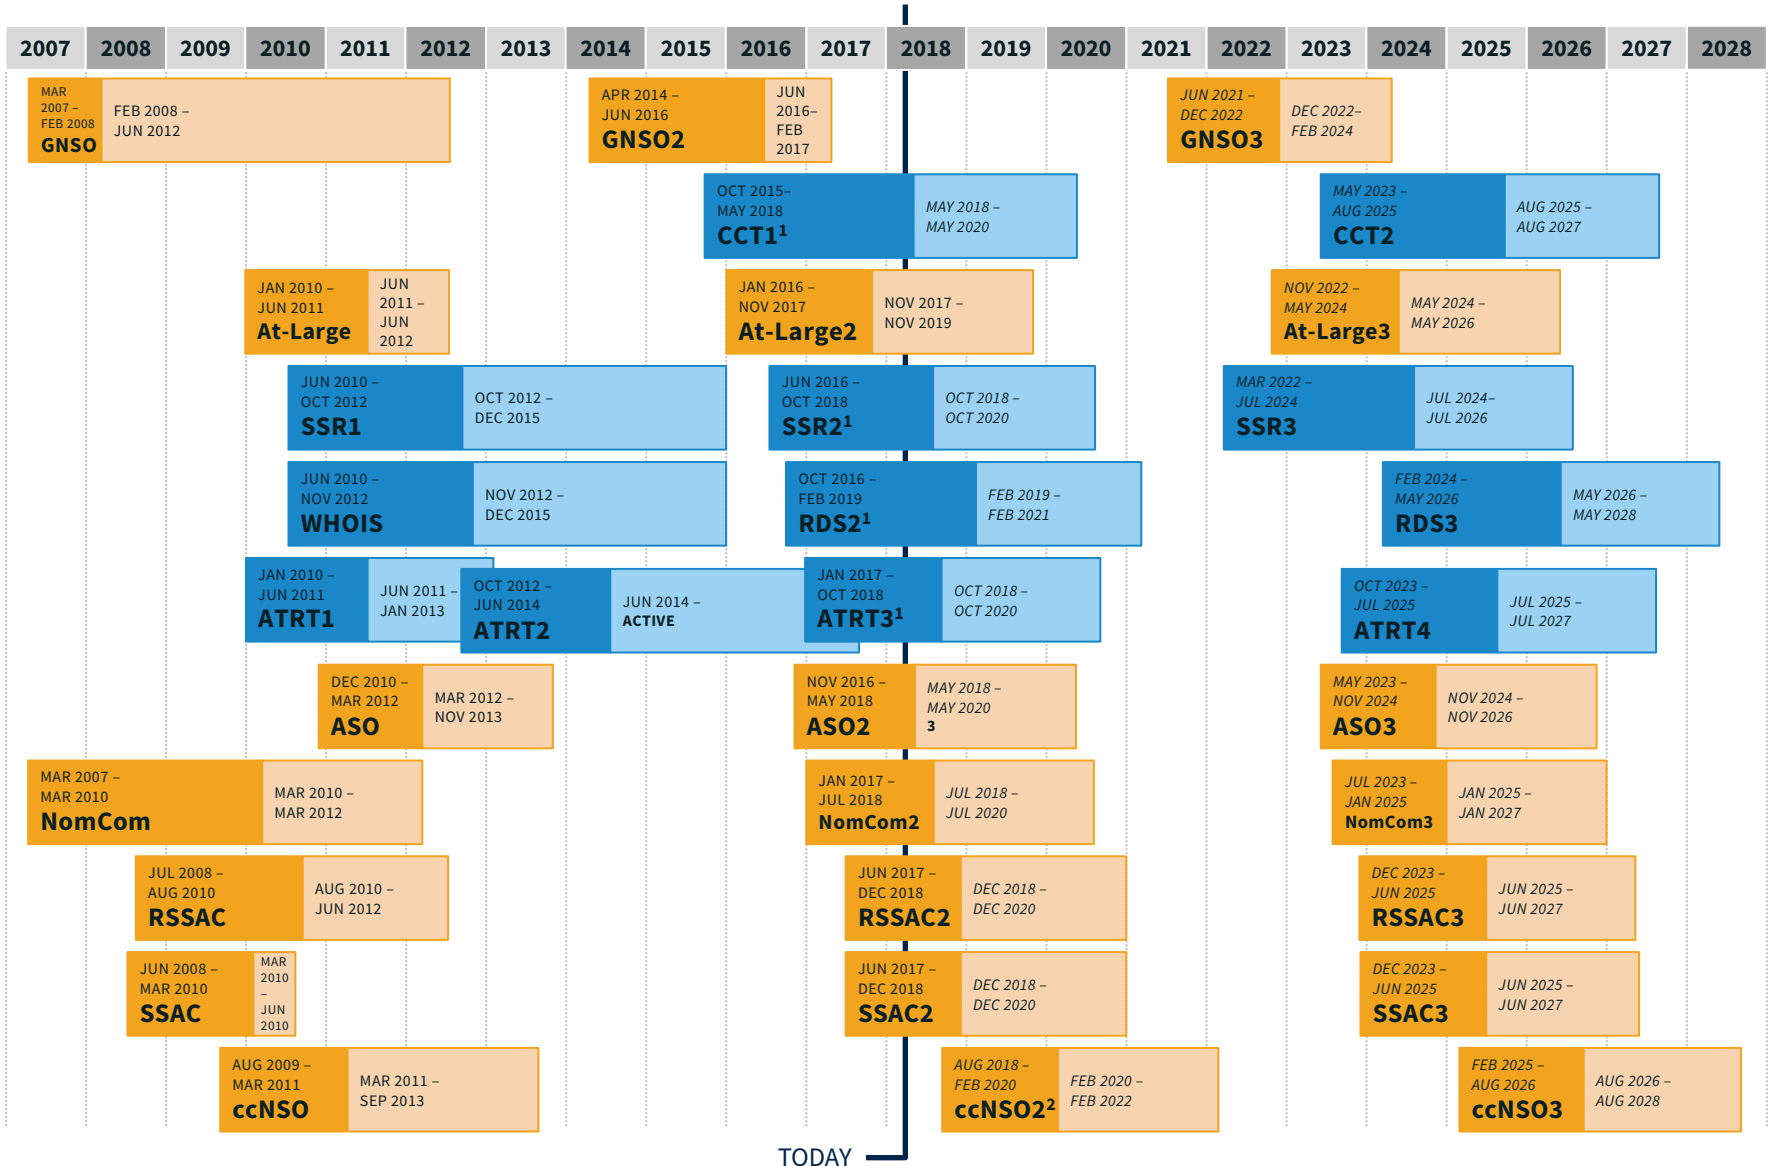 2007 2008 2009 2010 2011 2012 2013 2014 2015 2016 2017 2018 2019 2020 2021 2022 2023 2024 2025 2026 2027 2028
MAR
2007 –
FEB 2008
GNSO
FEB 2008 –
JUN 2012
APR 2014 –
JUN 2016
GNSO2
JUN
2016–
FEB
2017
JUN 2021 –
DEC 2022
GNSO3
DEC 2022–
FEB 2024
OCT 2015–
MAY 2018
CCT1¹
MAY 2018 –
MAY 2020
MAY 2023 –
AUG 2025
CCT2
AUG 2025 –
AUG 2027
JAN 2010 –
JUN 2011
At-Large
JUN
2011 –
JUN
2012
JAN 2016 –
NOV 2017
At-Large2
NOV 2017 –
NOV 2019
NOV 2022 –
MAY 2024
At-Large3
MAY 2024 –
MAY 2026
JUN 2010 –
OCT 2012
SSR1
OCT 2012 –
DEC 2015
JUN 2016 –
OCT 2018
SSR2¹
OCT 2018 –
OCT 2020
MAR 2022 –
JUL 2024
SSR3
JUL 2024–
JUL 2026
JUN 2010 –
NOV 2012
WHOIS
NOV 2012 –
DEC 2015
OCT 2016 –
FEB 2019
RDS2¹
FEB 2019 –
FEB 2021
FEB 2024 –
MAY 2026
RDS3
MAY 2026 –
MAY 2028
JAN 2010 –
JUN 2011
ATRT1
JUN 2011 –
JAN 2013
OCT 2012 –
JUN 2014
ATRT2
JUN 2014 –
ACTIVE
JAN 2017 –
OCT 2018
ATRT3¹
OCT 2018 –
OCT 2020
OCT 2023 –
JUL 2025
ATRT4
JUL 2025 –
JUL 2027
DEC 2010 –
MAR 2012
ASO
MAR 2012 –
NOV 2013
NOV 2016 –
MAY 2018
ASO2
MAY 2018 –
MAY 2020
3
MAY 2023 –
NOV 2024
ASO3
NOV 2024 –
NOV 2026
MAR 2007 –
MAR 2010
NomCom
MAR 2010 –
MAR 2012
JAN 2017 –
JUL 2018
NomCom2
JUL 2018 –
JUL 2020
JUL 2023 –
JAN 2025
NomCom3
JAN 2025 –
JAN 2027
JUL 2008 –
AUG 2010
RSSAC
AUG 2010 –
JUN 2012
JUN 2017 –
DEC 2018
RSSAC2
DEC 2018 –
DEC 2020
DEC 2023 –
JUN 2025
RSSAC3
JUN 2025 –
JUN 2027
JUN 2008 –
MAR 2010
SSAC
MAR
2010
–
JUN
2010
JUN 2017 –
DEC 2018
SSAC2
DEC 2018 –
DEC 2020
DEC 2023 –
JUN 2025
SSAC3
JUN 2025 –
JUN 2027
AUG 2009 –
MAR 2011
ccNSO
MAR 2011 –
SEP 2013
AUG 2018 –
FEB 2020
ccNSO2²
FEB 2020 –
FEB 2022
FEB 2025 –
AUG 2026
ccNSO3
AUG 2026 –
AUG 2028
TODAY